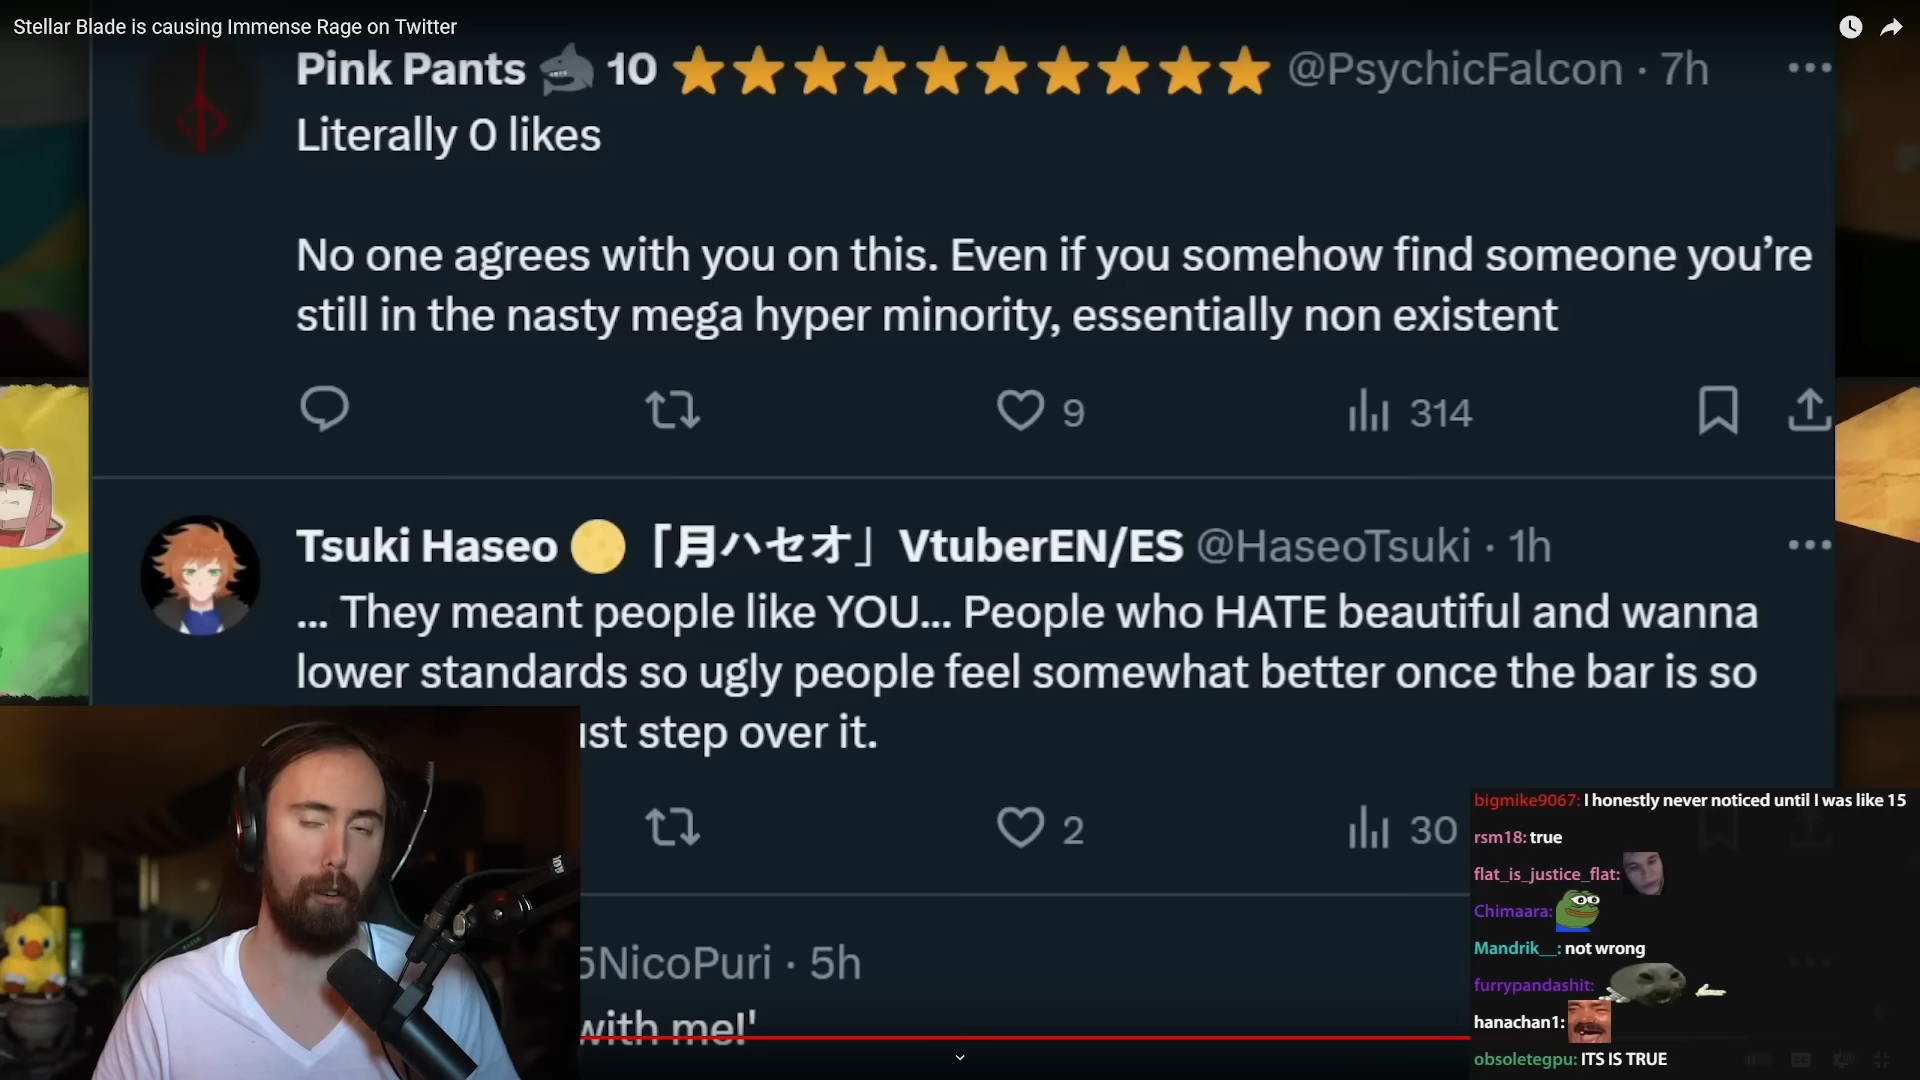 Stellar Blade is causing Immense Rage on Twitter
Pink Pants 🦈 10 ⭐⭐⭐⭐⭐⭐⭐⭐⭐⭐ @PsychicFalcon · 7h
Literally 0 likes
No one agrees with you on this. Even if you somehow find someone you’re
still in the nasty mega hyper minority, essentially non existent
9 314
Tsuki Haseo 🌕「月ハセオ」VtuberEN/ES @HaseoTsuki · 1h
... They meant people like YOU... People who HATE beautiful and wanna
lower standards so ugly people feel somewhat better once the bar is so
step over it.
2 30
5NicoPuri · 5h
with me!'
bigmike9067: I honestly never noticed until I was like 15
rsm18: true
flat_is_justice_flat:
Chimaara:
Mandrik__: not wrong
furrypandashit:
hanachan1:
obsoletegpu: ITS IS TRUE